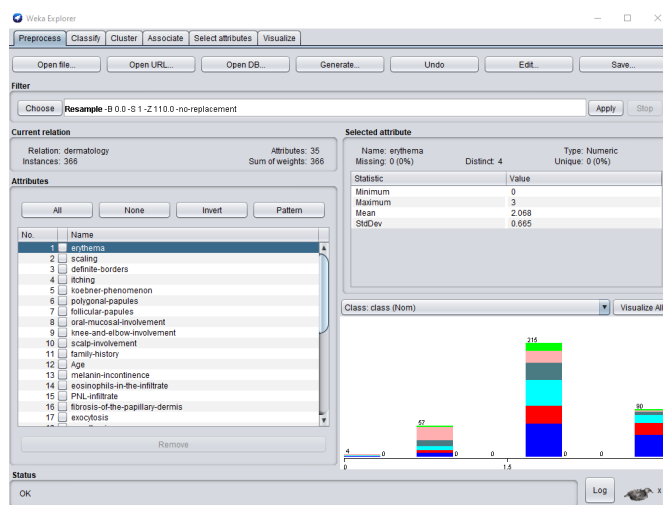 Weka Explorer
Preprocess Classify Cluster Associate Select attributes Visualize
Open file... Open URL... Open DB... Generate... Undo Edit... Save...
Filter
Choose Resample -B 0.0 -S 1 -Z 110.0 -no-replacement Apply Stop
Current relation
Relation: dermatology Attributes: 35
Instances: 366 Sum of weights: 366
Attributes
All None Invert Pattern
No. Name
1 erythema
2 scaling
3 definite-borders
4 itching
5 koebner-phenomenon
6 polygonal-papules
7 follicular-papules
8 oral-mucosal-involvement
9 knee-and-elbow-involvement
10 scalp-involvement
11 family-history
12 Age
13 melanin-incontinence
14 eosinophils-in-the-infiltrate
15 PNL-infiltrate
16 fibrosis-of-the-papillary-dermis
17 exocytosis
Remove
Selected attribute
Name: erythema Type: Numeric
Missing: 0 (0%) Distinct: 4 Unique: 0 (0%)
Statistic Value
Minimum 0
Maximum 3
Mean 2.068
StdDev 0.665
Class: class (Nom) Visualize All
215
90
57
4 0 0 0 0 0
0 1.5
Status
OK
Log x